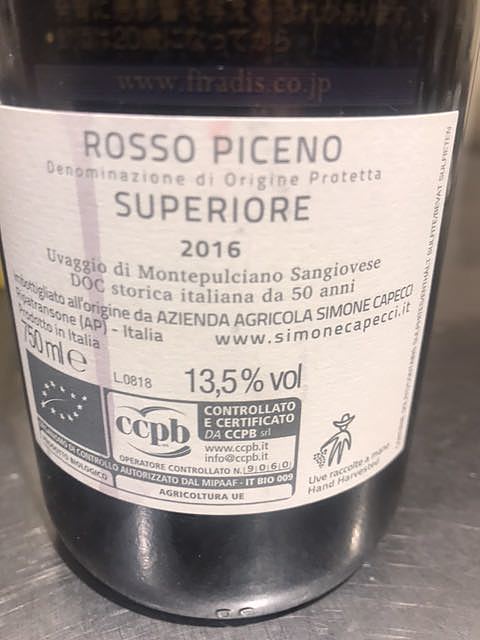 www.firadis.co.jp
ROSSO PICENO
Denominazione di Origine Protetta
SUPERIORE
2016
Uvaggio di Montepulciano Sangiovese
DOC storica italiana da 50 anni
imbottigliato all'origine da AZIENDA AGRICOLA SIMONE CAPECCI
Ripatransone (AP) - Italia
www.simonecapecci.it
Prodotto in Italia
750 ml e
L.0818
13,5% vol
ccpb
CONTROLLATO
E CERTIFICATO
DA CCPB srl
www.ccpb.it
info@ccpb.it
OPERATORE CONTROLLATO N. 9060
ORGANISMO DI CONTROLLO AUTORIZZATO DAL MIPAAF - IT BIO 009
PRODOTTO BIOLOGICO
AGRICOLTURA UE
Uve raccolte a mano
Hand Harvested